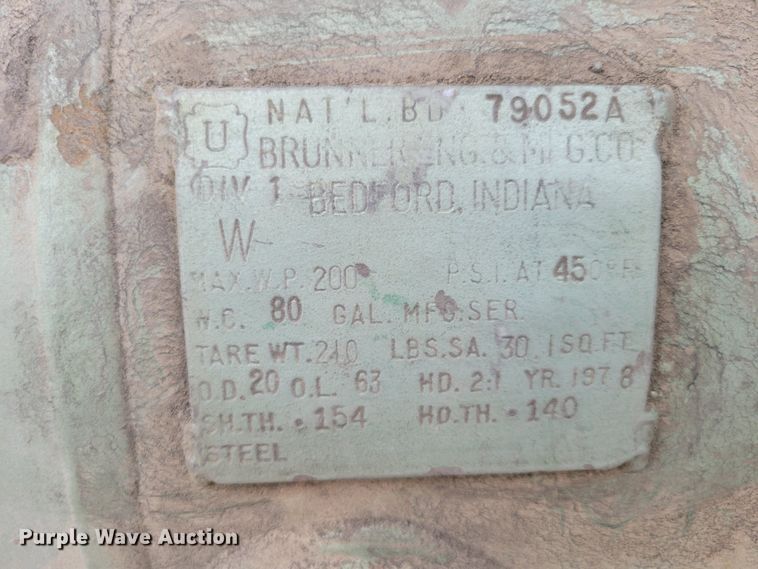 U NAT'L.BD 79052A
BRUNNER ENG.&MFG.CO.
DIV 1 BEDFORD, INDIANA
W
MAX.W.P. 200 P.S.I. AT 450°F
W.C. 80 GAL. MFG.SER.
TARE WT.210 LBS.SA. 30.1SQ.FT.
O.D.20 O.L. 63 HD. 2:1 YR.1978
SH.TH. .154 HD.TH. .140
STEEL
Purple Wave Auction